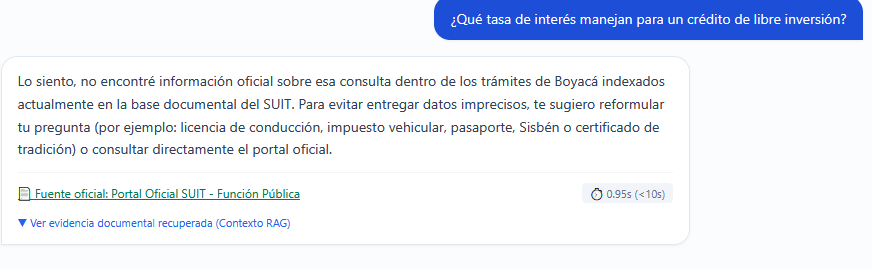 ¿Qué tasa de interés manejan para un crédito de libre inversión?
Lo siento, no encontré información oficial sobre esa consulta dentro de los trámites de Boyacá indexados
actualmente en la base documental del SUIT. Para evitar entregar datos imprecisos, te sugiero reformular
tu pregunta (por ejemplo: licencia de conducción, impuesto vehicular, pasaporte, Sisbén o certificado de
tradición) o consultar directamente el portal oficial.
Fuente oficial: Portal Oficial SUIT - Función Pública
0.95s (<10s)
▼ Ver evidencia documental recuperada (Contexto RAG)